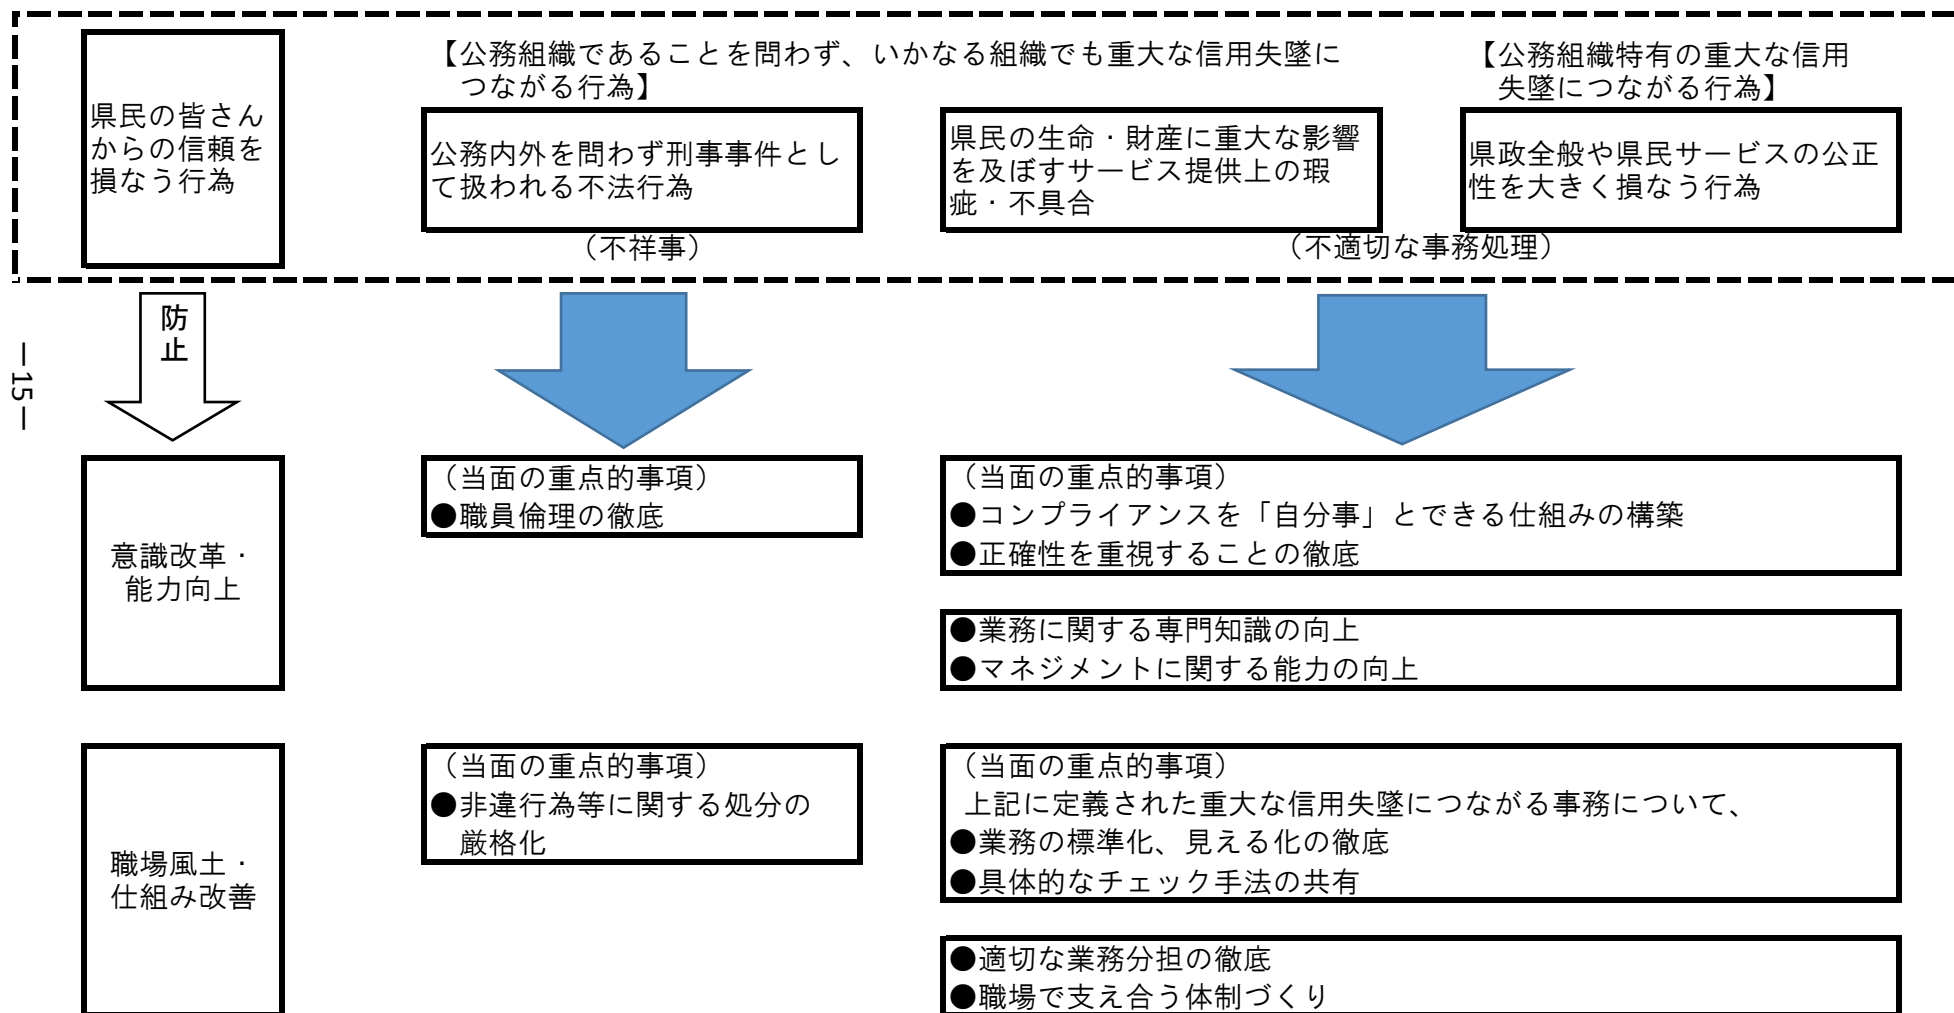 県民の皆さん
からの信頼を
損なう行為
【公務組織であることを問わず、いかなる組織でも重大な信用失墜に
つながる行為】
【公務組織特有の重大な信用
失墜につながる行為】
公務内外を問わず刑事事件とし
て扱われる不法行為
県民の生命・財産に重大な影響
を及ぼすサービス提供上の瑕
疵・不具合
県政全般や県民サービスの公正
性を大きく損なう行為
(不祥事)
(不適切な事務処理)
防
止
―15―
意識改革・
能力向上
(当面の重点的事項)
●職員倫理の徹底
(当面の重点的事項)
●コンプライアンスを「自分事」とできる仕組みの構築
●正確性を重視することの徹底
●業務に関する専門知識の向上
●マネジメントに関する能力の向上
職場風土・
仕組み改善
(当面の重点的事項)
●非違行為等に関する処分の
厳格化
(当面の重点的事項)
上記に定義された重大な信用失墜につながる事務について、
●業務の標準化、見える化の徹底
●具体的なチェック手法の共有
●適切な業務分担の徹底
●職場で支え合う体制づくり